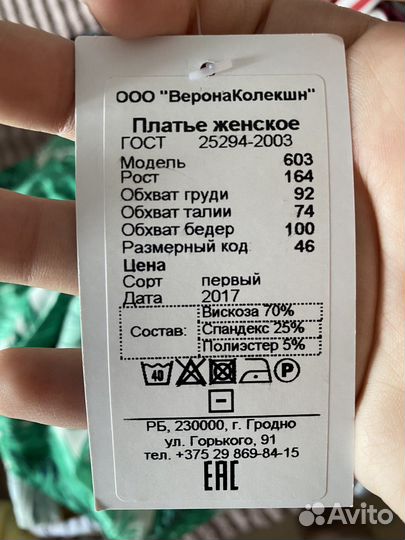 ООО "ВеронаКолекшн"
Платье женское
ГОСТ 25294-2003
Модель 603
Рост 164
Обхват груди 92
Обхват талии 74
Обхват бедер 100
Размерный код 46
Цена
Сорт первый
Дата 2017
Вискоза 70%
Состав: Спандекс 25%
Полиэстер 5%
40 P
РБ, 230000, г. Гродно
ул. Горького, 91
тел. +375 29 869-84-15
EAC
Avito